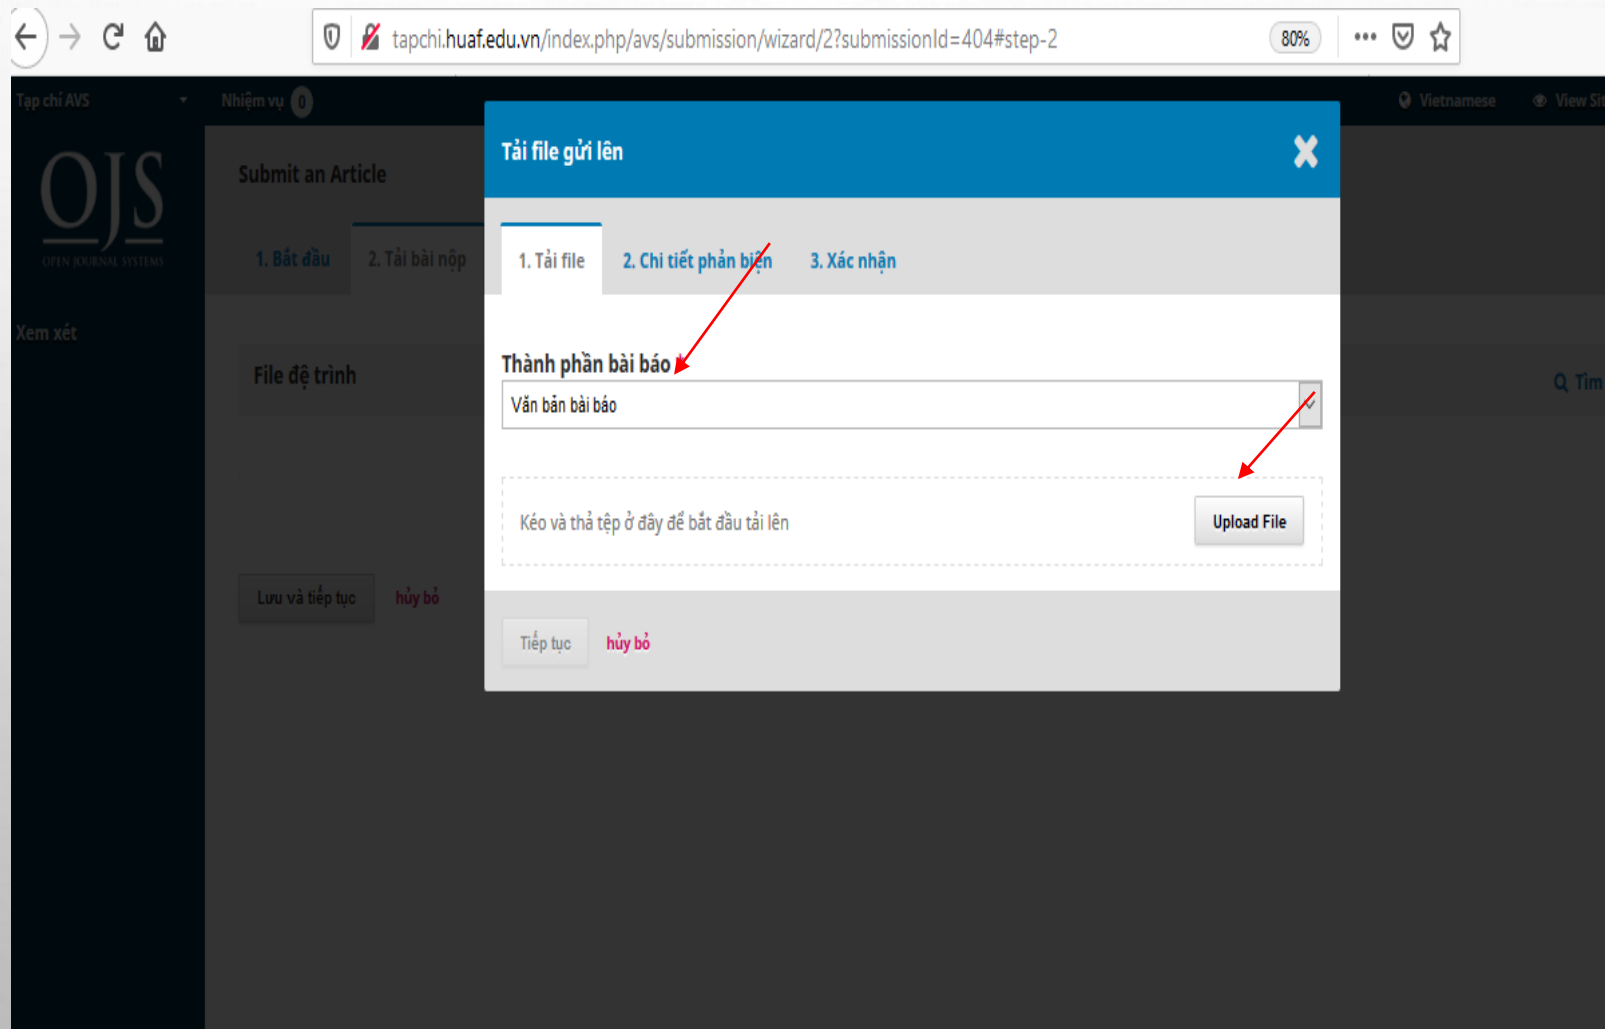 tapchi.huaf.edu.vn/index.php/avs/submission/wizard/2?submissionId=404#step-2
80%
Tạp chí AVS
Nhiệm vụ 0
Vietnamese
View Sit
OJS
OPEN JOURNAL SYSTEMS
Xem xét
Submit an Article
1. Bắt đầu
2. Tải bài nộp
File đệ trình
Tìm
Lưu và tiếp tục
hủy bỏ
Tải file gửi lên
1. Tải file
2. Chi tiết phản biện
3. Xác nhận
Thành phần bài báo *
Văn bản bài báo
Kéo và thả tệp ở đây để bắt đầu tải lên
Upload File
Tiếp tục
hủy bỏ